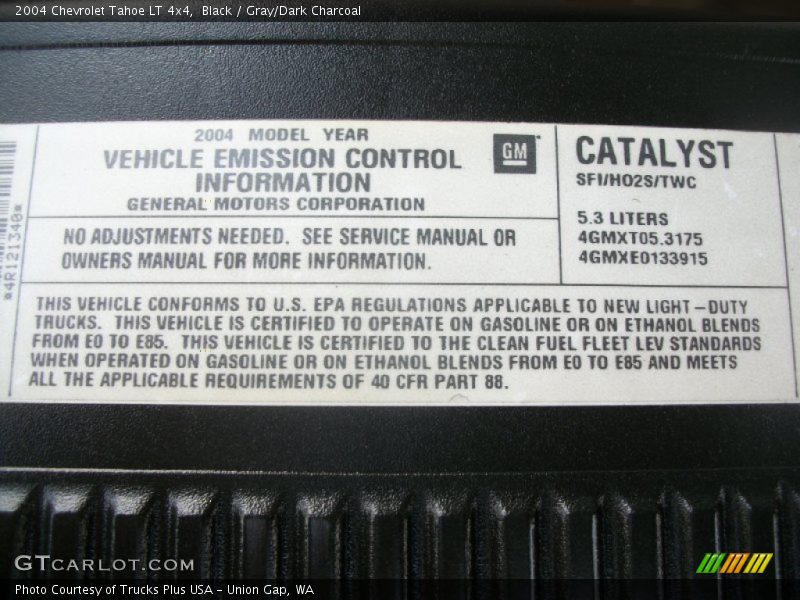 2004 Chevrolet Tahoe LT 4x4,  Black / Gray/Dark Charcoal
2004 MODEL YEAR
VEHICLE EMISSION CONTROL
INFORMATION
GENERAL MOTORS CORPORATION
GM
CATALYST
SFI/HO2S/TWC
5.3 LITERS
4GMXT05.3175
4GMXE0133915
NO ADJUSTMENTS NEEDED. SEE SERVICE MANUAL OR
OWNERS MANUAL FOR MORE INFORMATION.
*4R121340*
THIS VEHICLE CONFORMS TO U.S. EPA REGULATIONS APPLICABLE TO NEW LIGHT-DUTY
TRUCKS. THIS VEHICLE IS CERTIFIED TO OPERATE ON GASOLINE OR ON ETHANOL BLENDS
FROM E0 TO E85. THIS VEHICLE IS CERTIFIED TO THE CLEAN FUEL FLEET LEV STANDARDS
WHEN OPERATED ON GASOLINE OR ON ETHANOL BLENDS FROM E0 TO E85 AND MEETS
ALL THE APPLICABLE REQUIREMENTS OF 40 CFR PART 88.
GTCARLOT.COM
Photo Courtesy of Trucks Plus USA - Union Gap, WA